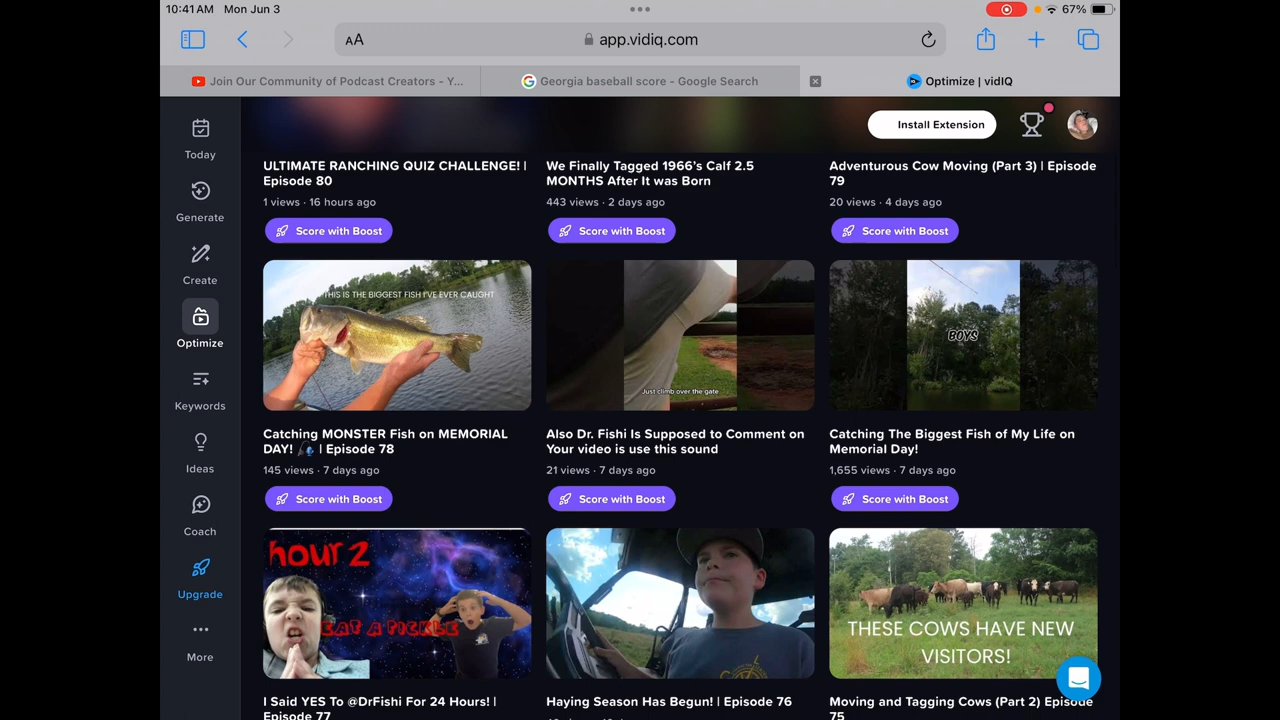 10:41 AM Mon Jun 3
67%
AA
app.vidiq.com
Join Our Community of Podcast Creators - Y...
Georgia baseball score - Google Search
Optimize | vidIQ
Install Extension
Today
Generate
Create
Optimize
Keywords
Ideas
Coach
Upgrade
More
ULTIMATE RANCHING QUIZ CHALLENGE! |
Episode 80
1 views · 16 hours ago
Score with Boost
We Finally Tagged 1966's Calf 2.5
MONTHS After It was Born
443 views · 2 days ago
Score with Boost
Adventurous Cow Moving (Part 3) | Episode
79
20 views · 4 days ago
Score with Boost
THIS IS THE BIGGEST FISH I'VE EVER CAUGHT
Catching MONSTER Fish on MEMORIAL
DAY! 🎣 | Episode 78
145 views · 7 days ago
Score with Boost
Just climb over the gate
Also Dr. Fishi Is Supposed to Comment on
Your video is use this sound
21 views · 7 days ago
Score with Boost
BOYS
Catching The Biggest Fish of My Life on
Memorial Day!
1,655 views · 7 days ago
Score with Boost
hour 2
EAT A PICKLE
I Said YES To @DrFishi For 24 Hours! |
Episode 77
Haying Season Has Begun! | Episode 76
THESE COWS HAVE NEW
VISITORS!
Moving and Tagging Cows (Part 2) Episode
75